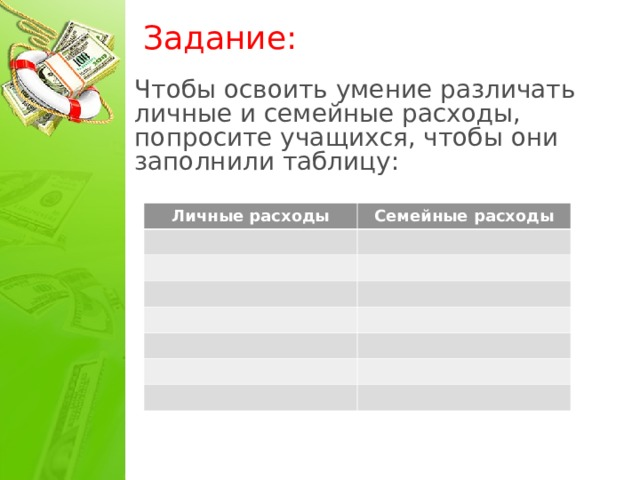 Задание:
Чтобы освоить умение различать
личные и семейные расходы,
попросите учащихся, чтобы они
заполнили таблицу:
Личные расходы
Семейные расходы